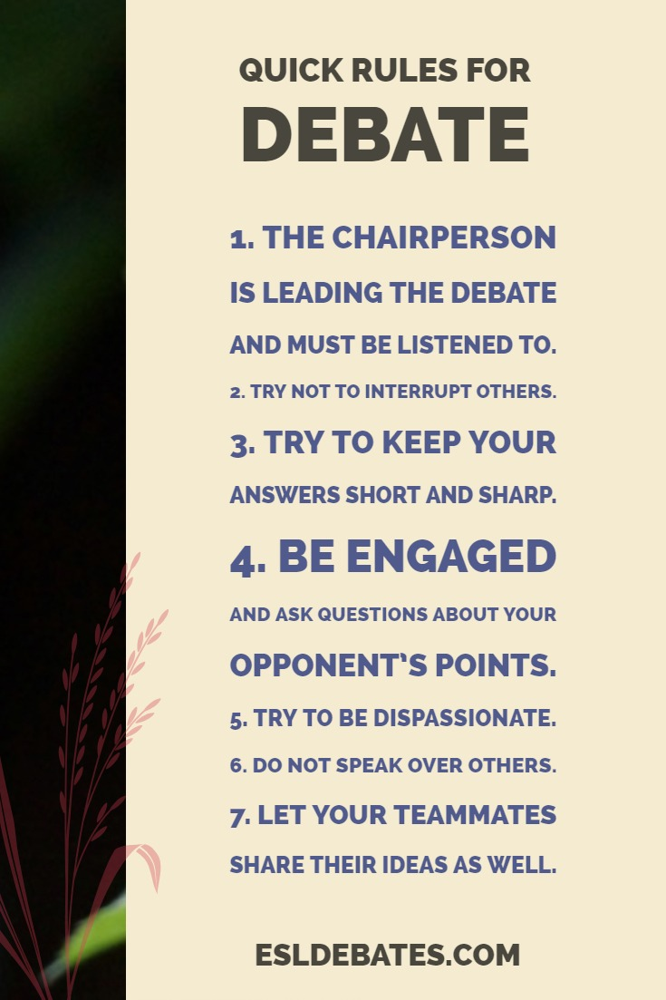 QUICK RULES FOR
DEBATE
1. THE CHAIRPERSON
IS LEADING THE DEBATE
AND MUST BE LISTENED TO.
2. TRY NOT TO INTERRUPT OTHERS.
3. TRY TO KEEP YOUR
ANSWERS SHORT AND SHARP.
4. BE ENGAGED
AND ASK QUESTIONS ABOUT YOUR
OPPONENT'S POINTS.
5. TRY TO BE DISPASSIONATE.
6. DO NOT SPEAK OVER OTHERS.
7. LET YOUR TEAMMATES
SHARE THEIR IDEAS AS WELL.
ESLDEBATES.COM